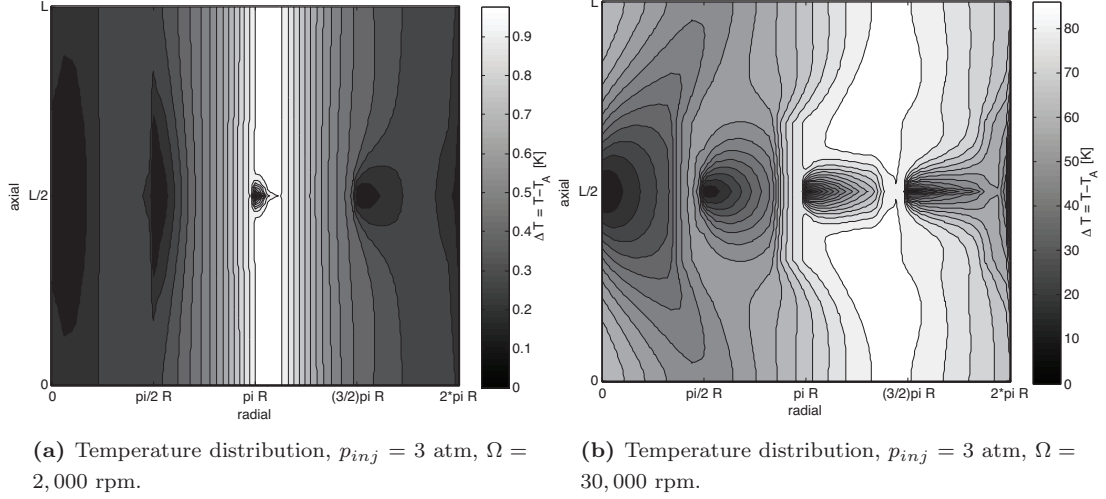 L
L/2
0
axial
0
pi/2 R
pi R
(3/2)pi R
2*pi R
radial
0.9
0.8
0.7
0.6
0.5
0.4
0.3
0.2
0.1
0
Δ T = T−T_A [K]
(a) Temperature distribution, p_inj = 3 atm, Ω =
2,000 rpm.
L
L/2
0
axial
0
pi/2 R
pi R
(3/2)pi R
2*pi R
radial
80
70
60
50
40
30
20
10
0
Δ T = T−T_A [K]
(b) Temperature distribution, p_inj = 3 atm, Ω =
30,000 rpm.